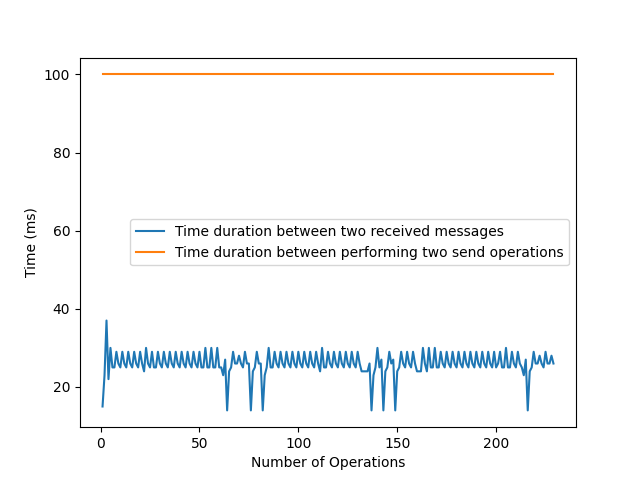 100
80
60
40
20
Time (ms)
Time duration between two received messages
Time duration between performing two send operations
0
50
100
150
200
Number of Operations